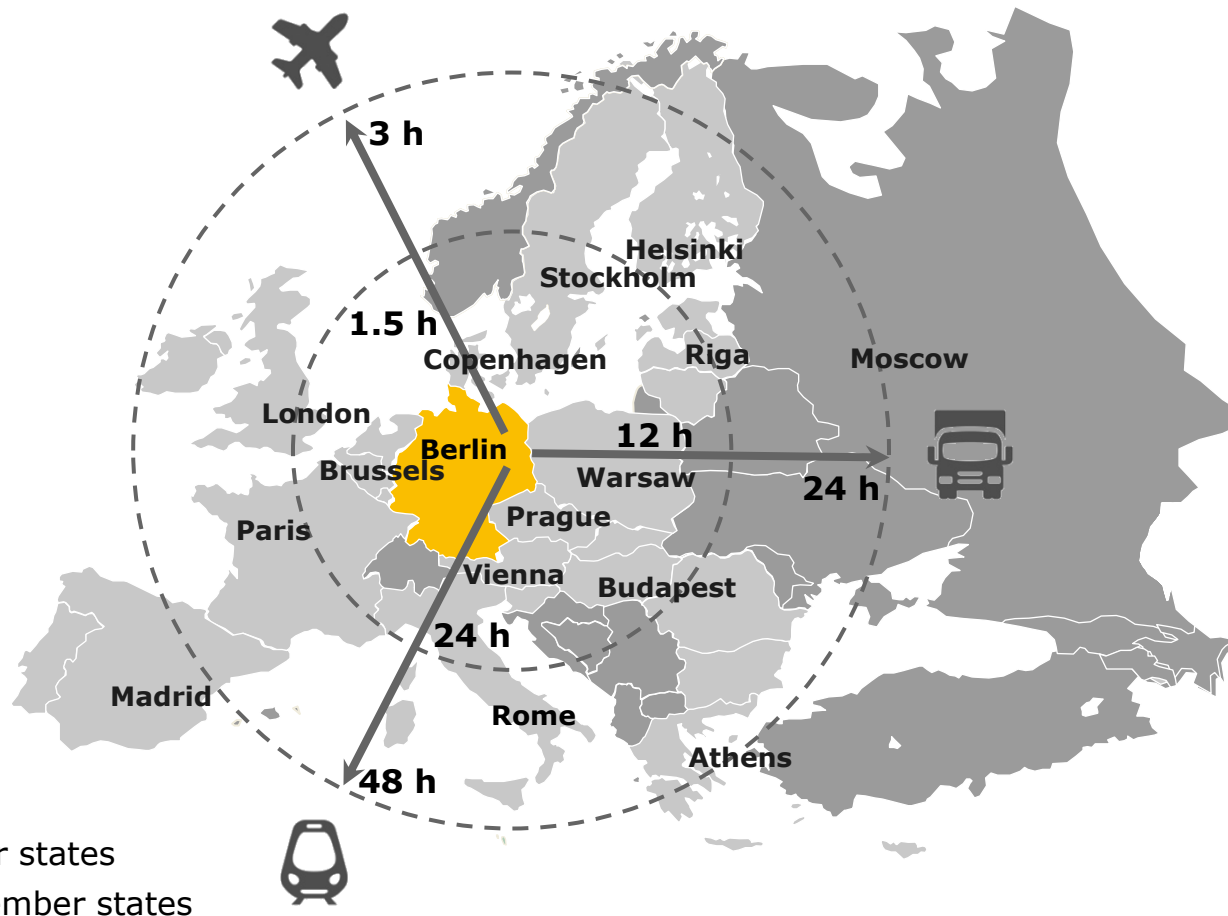 3 h
Helsinki
Stockholm
1.5 h
Copenhagen
Riga
Moscow
London
12 h
Berlin
Brussels
Warsaw
24 h
Prague
Paris
Vienna
Budapest
24 h
Madrid
Rome
Athens
48 h
states
states